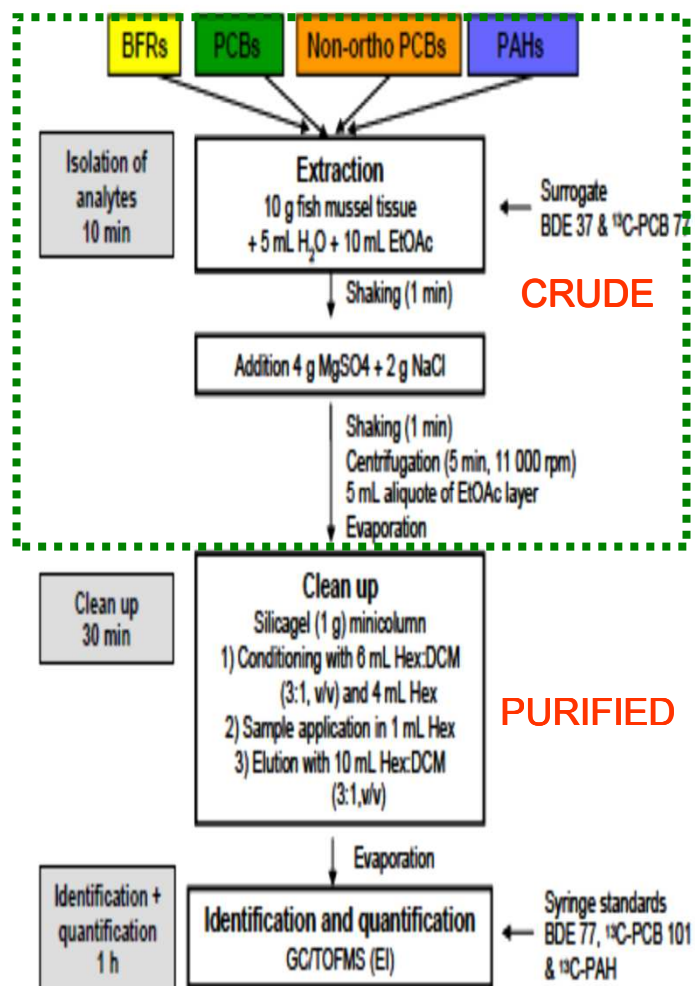 BFRs
PCBs
Non-ortho PCBs
PAHs
Isolation of
analytes
10 min
Extraction
10 g fish mussel tissue
+ 5 mL H₂O + 10 mL EtOAc
Surrogate
BDE 37 & ¹³C-PCB 77
Shaking (1 min)
CRUDE
Addition 4 g MgSO4 + 2 g NaCl
Shaking (1 min)
Centrifugation (5 min, 11 000 rpm)
5 mL aliquote of EtOAc layer
Evaporation
Clean up
30 min
Clean up
Silicagel (1 g) minicolumn
1) Conditioning with 6 mL Hex:DCM
(3:1, v/v) and 4 mL Hex
2) Sample application in 1 mL Hex
3) Elution with 10 mL Hex:DCM
(3:1,v/v)
PURIFIED
Evaporation
Identification +
quantification
1 h
Identification and quantification
GC/TOFMS (EI)
Syringe standards
BDE 77, ¹³C-PCB 101
& ¹³C-PAH